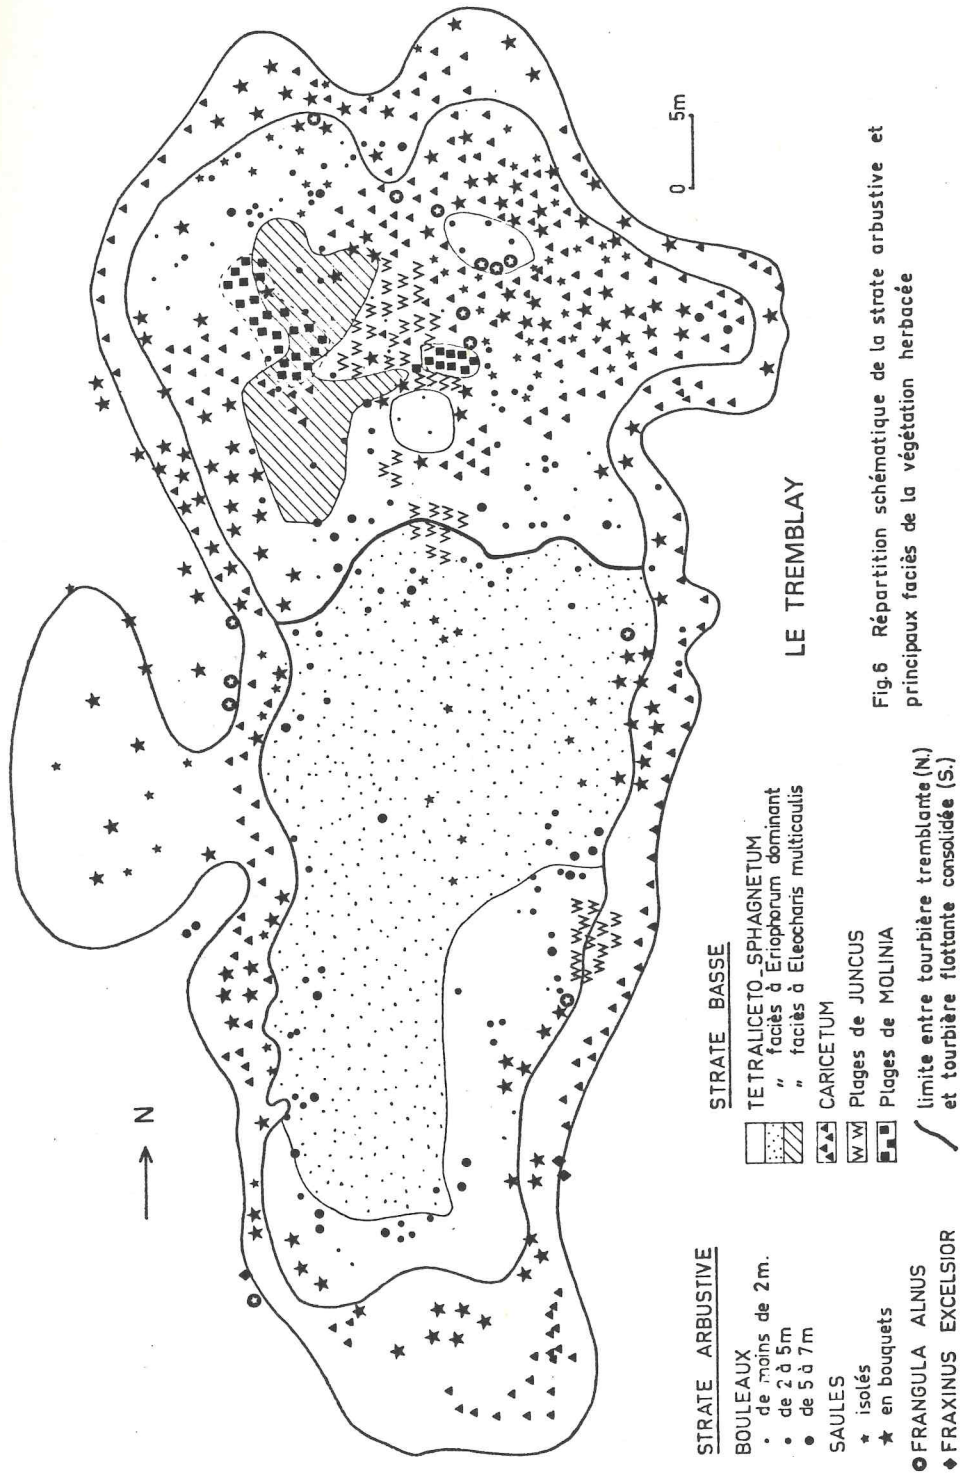 N
0 5m
LE TREMBLAY
STRATE ARBUSTIVE
BOULEAUX
de moins de 2m.
de 2 à 5m
de 5 à 7m
SAULES
isolés
en bouquets
FRANGULA ALNUS
FRAXINUS EXCELSIOR
STRATE BASSE
TETRALICETO_SPHAGNETUM
" faciès à Eriophorum dominant
" faciès à Eleocharis multicaulis
CARICETUM
Plages de JUNCUS
Plages de MOLINIA
limite entre tourbière tremblante (N.)
et tourbière flottante consolidée (S.)
Fig.6 Répartition schématique de la strate arbustive et
principaux faciès de la végétation herbacée